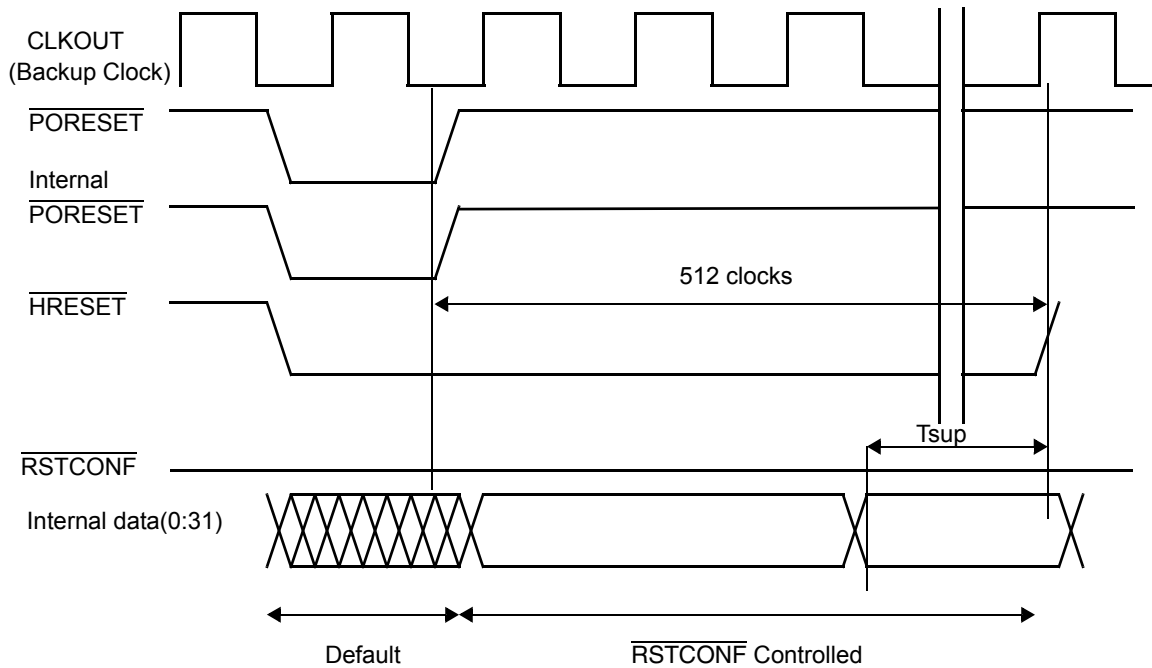 CLKOUT
(Backup Clock)
PORESET
Internal
PORESET
512 clocks
HRESET
Tsup
RSTCONF
Internal data(0:31)
Default
RSTCONF Controlled